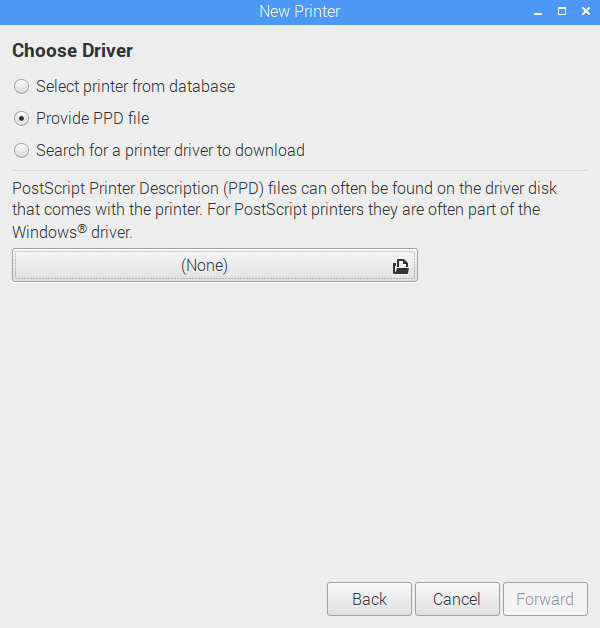 New Printer
Choose Driver
Select printer from database
Provide PPD file
Search for a printer driver to download
PostScript Printer Description (PPD) files can often be found on the driver disk
that comes with the printer. For PostScript printers they are often part of the
Windows® driver.
(None)
Back Cancel Forward